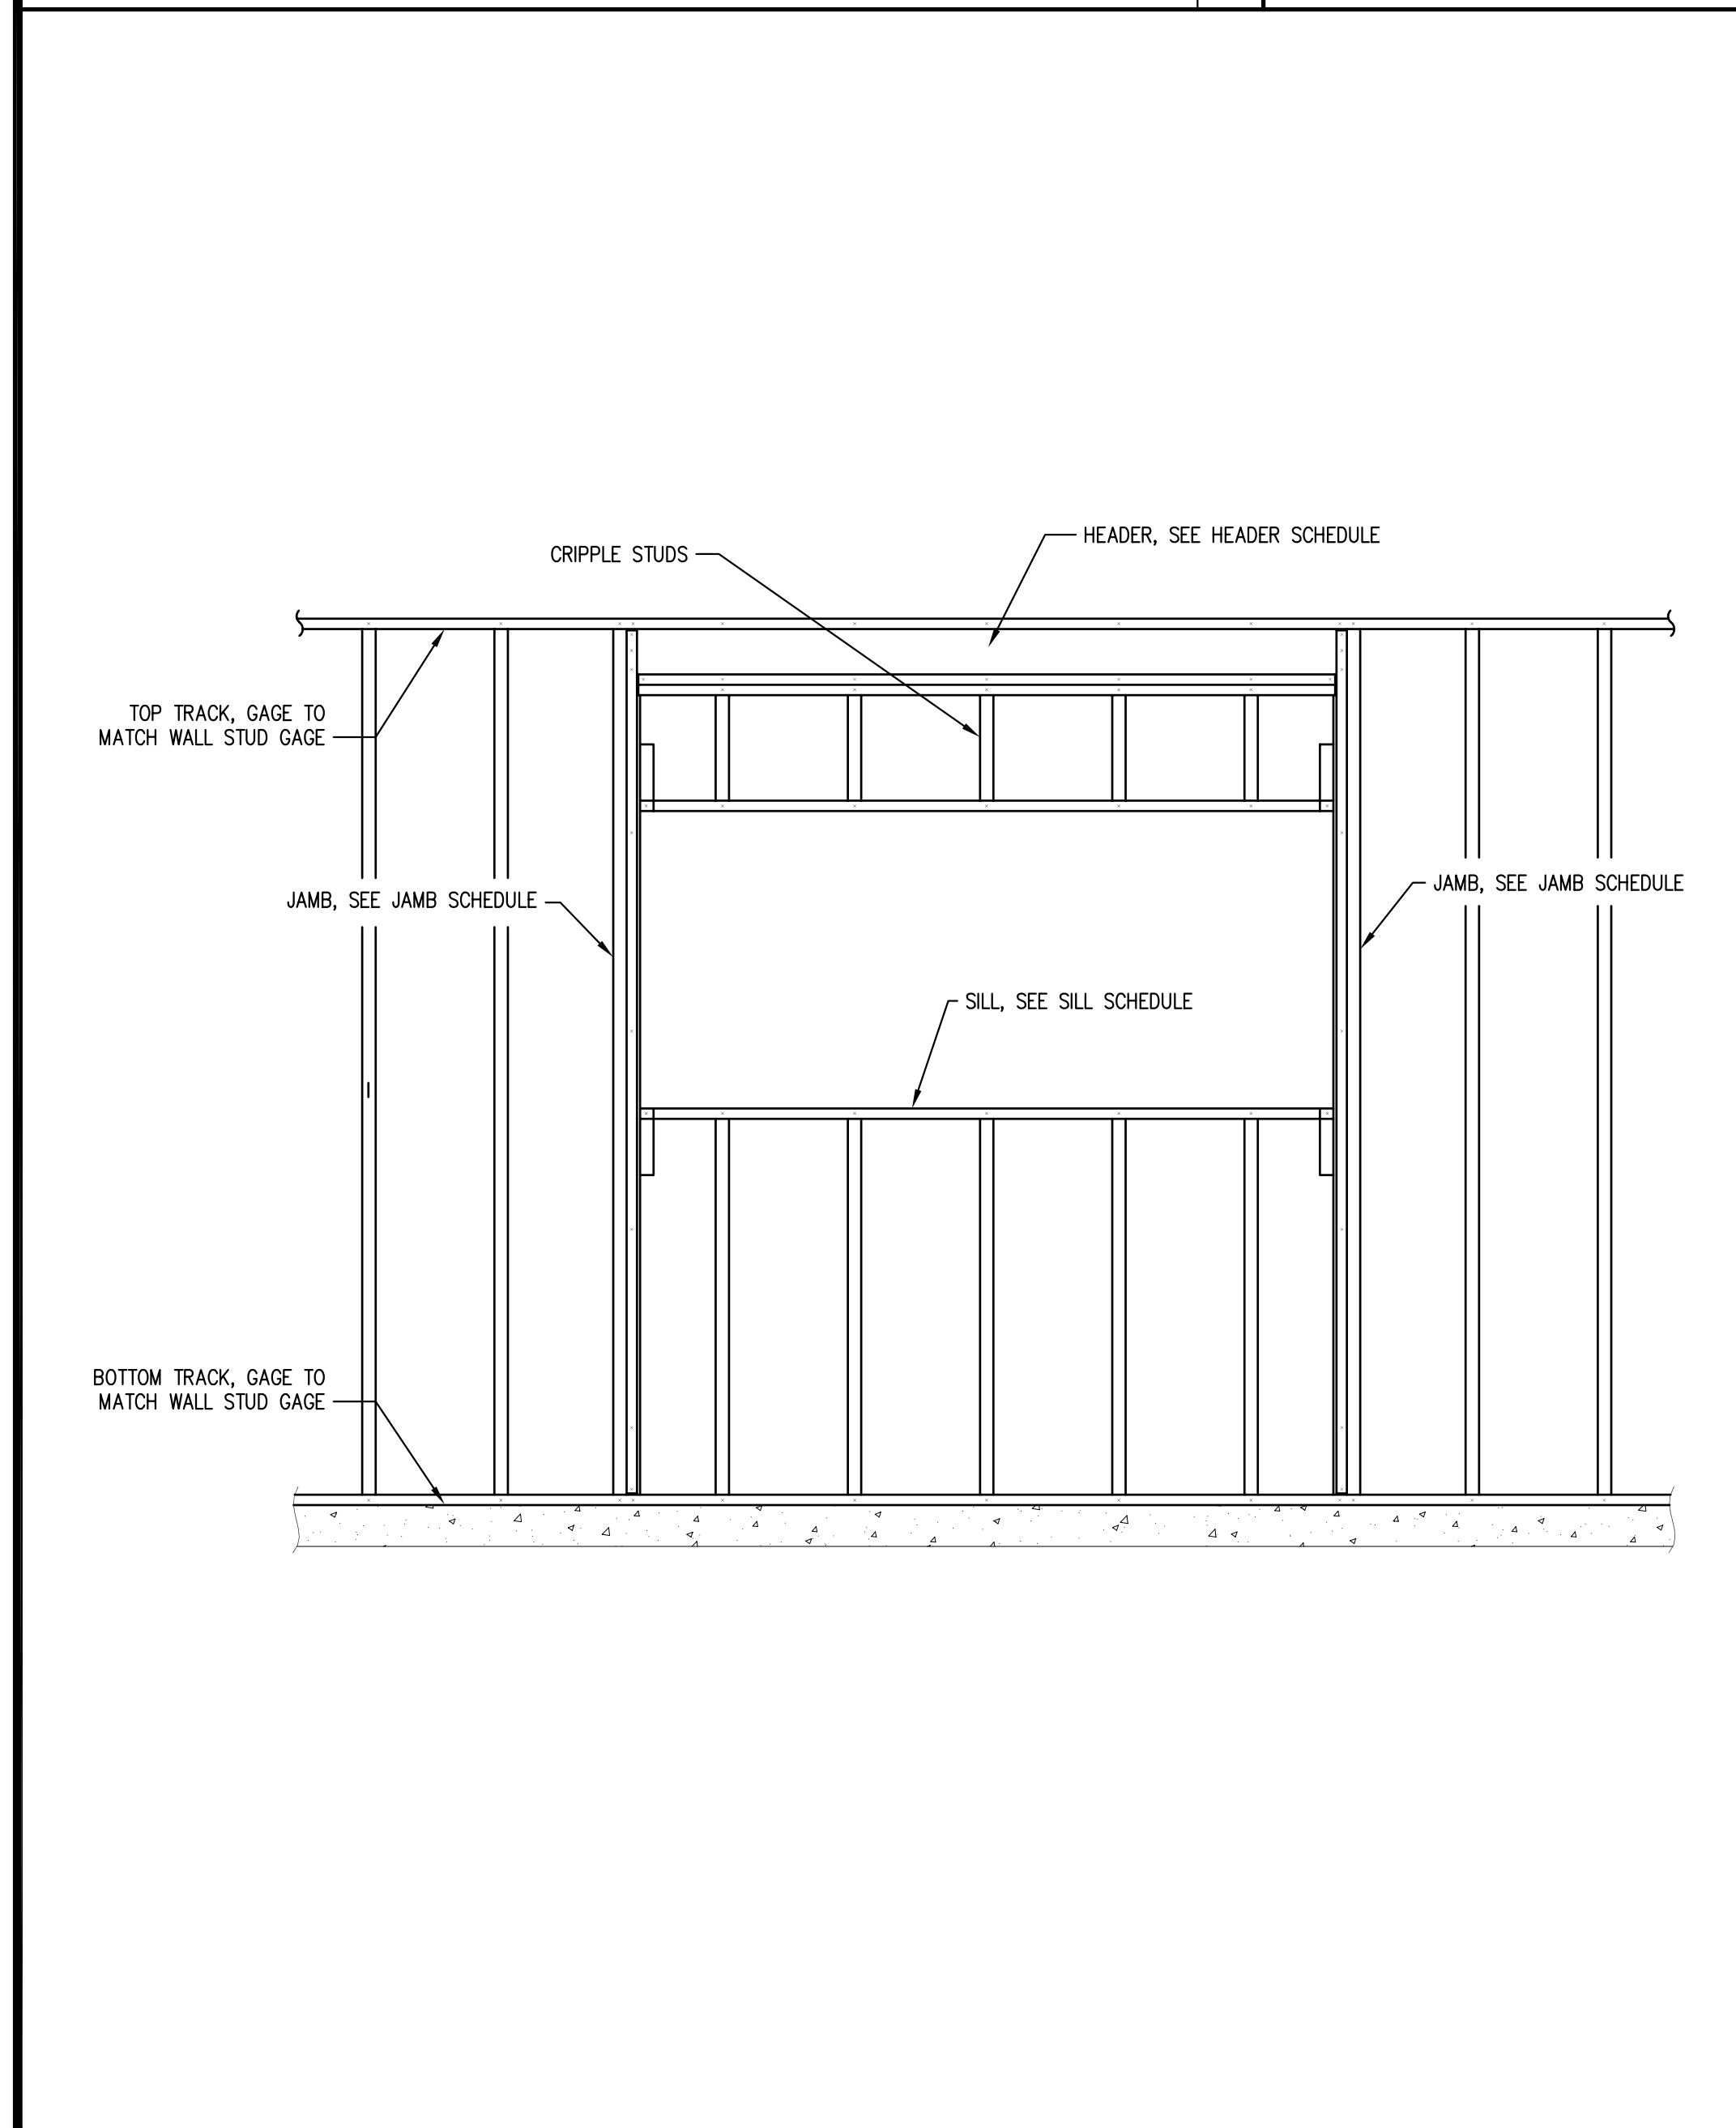 HEADER, SEE HEADER SCHEDULE
CRIPPLE STUDS
TOP TRACK, GAGE TO
MATCH WALL STUD GAGE
JAMB, SEE JAMB SCHEDULE
JAMB, SEE JAMB SCHEDULE
SILL, SEE SILL SCHEDULE
BOTTOM TRACK, GAGE TO
MATCH WALL STUD GAGE